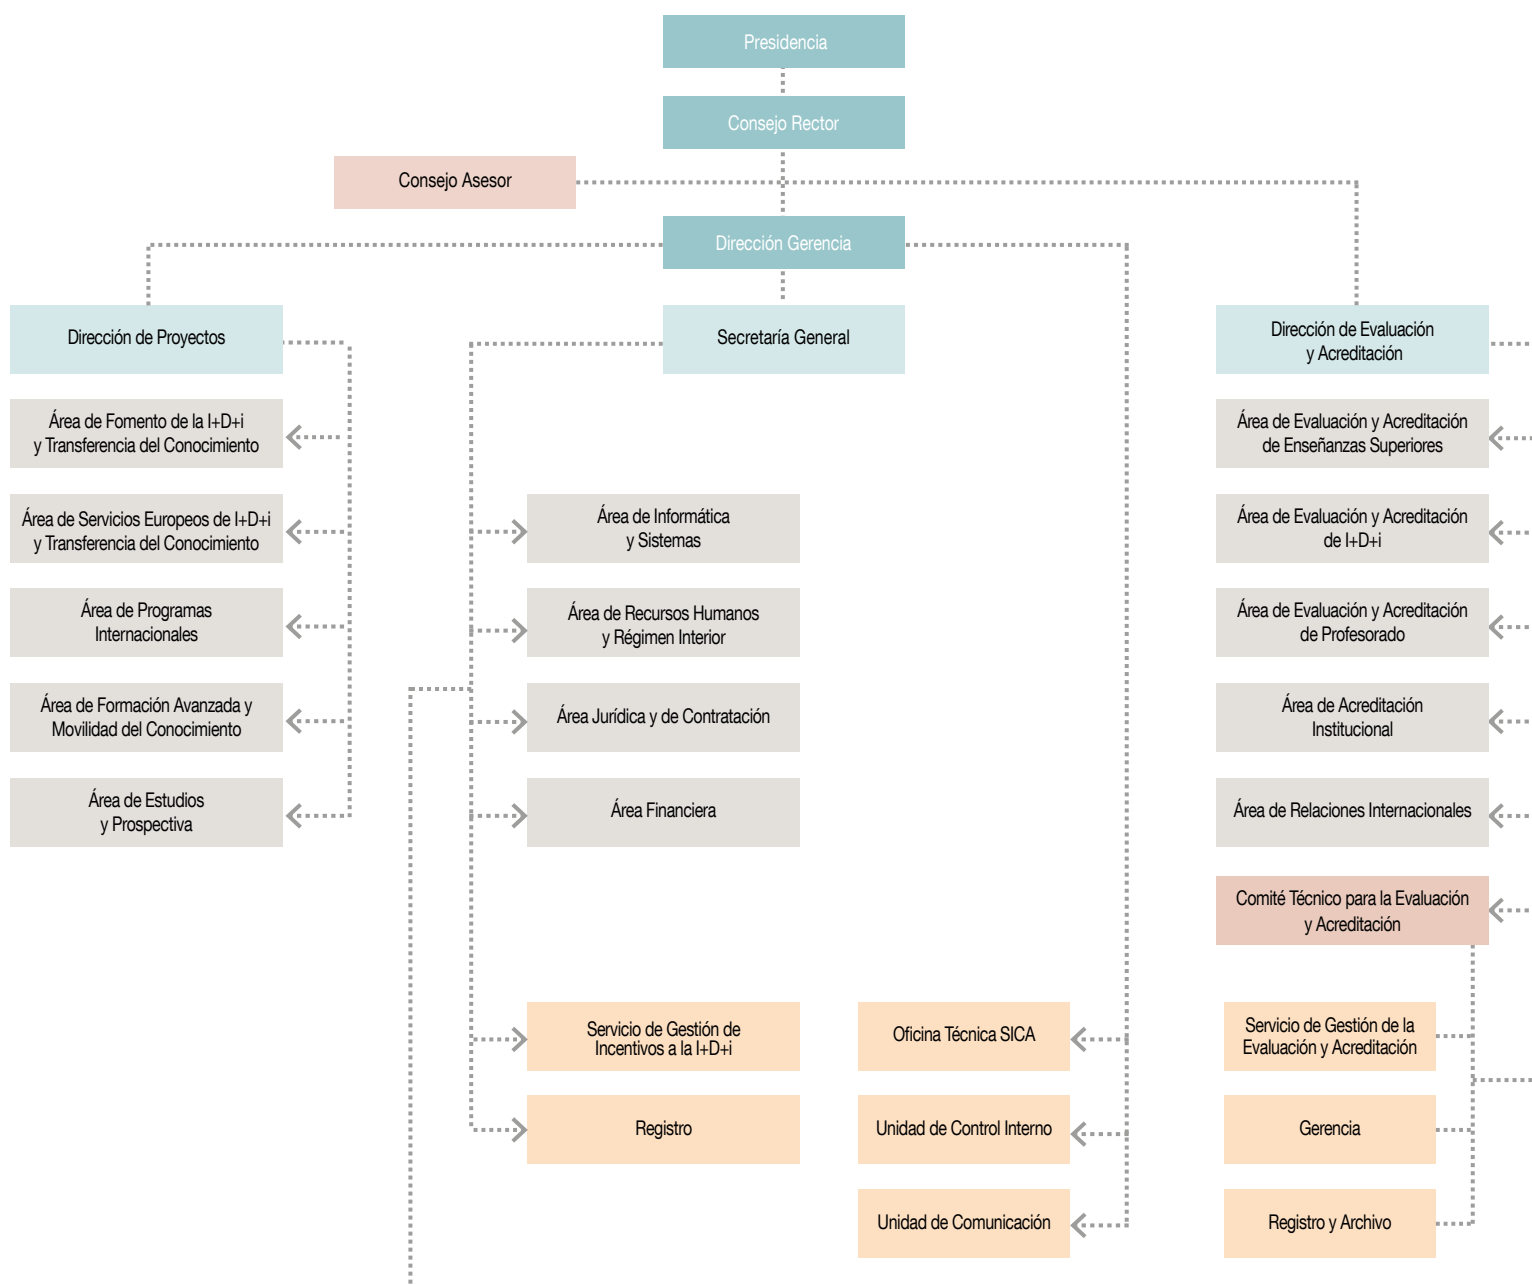 Presidencia
Consejo Rector
Consejo Asesor
Dirección Gerencia
Dirección de Proyectos
Secretaría General
Dirección de Evaluación
y Acreditación
Área de Fomento de la I+D+i
y Transferencia del Conocimiento
Área de Servicios Europeos de I+D+i
y Transferencia del Conocimiento
Área de Programas
Internacionales
Área de Formación Avanzada y
Movilidad del Conocimiento
Área de Estudios
y Prospectiva
Área de Informática
y Sistemas
Área de Recursos Humanos
y Régimen Interior
Área Jurídica y de Contratación
Área Financiera
Servicio de Gestión de
Incentivos a la I+D+i
Registro
Oficina Técnica SICA
Unidad de Control Interno
Unidad de Comunicación
Área de Evaluación y Acreditación
de Enseñanzas Superiores
Área de Evaluación y Acreditación
de I+D+i
Área de Evaluación y Acreditación
de Profesorado
Área de Acreditación
Institucional
Área de Relaciones Internacionales
Comité Técnico para la Evaluación
y Acreditación
Servicio de Gestión de la
Evaluación y Acreditación
Gerencia
Registro y Archivo